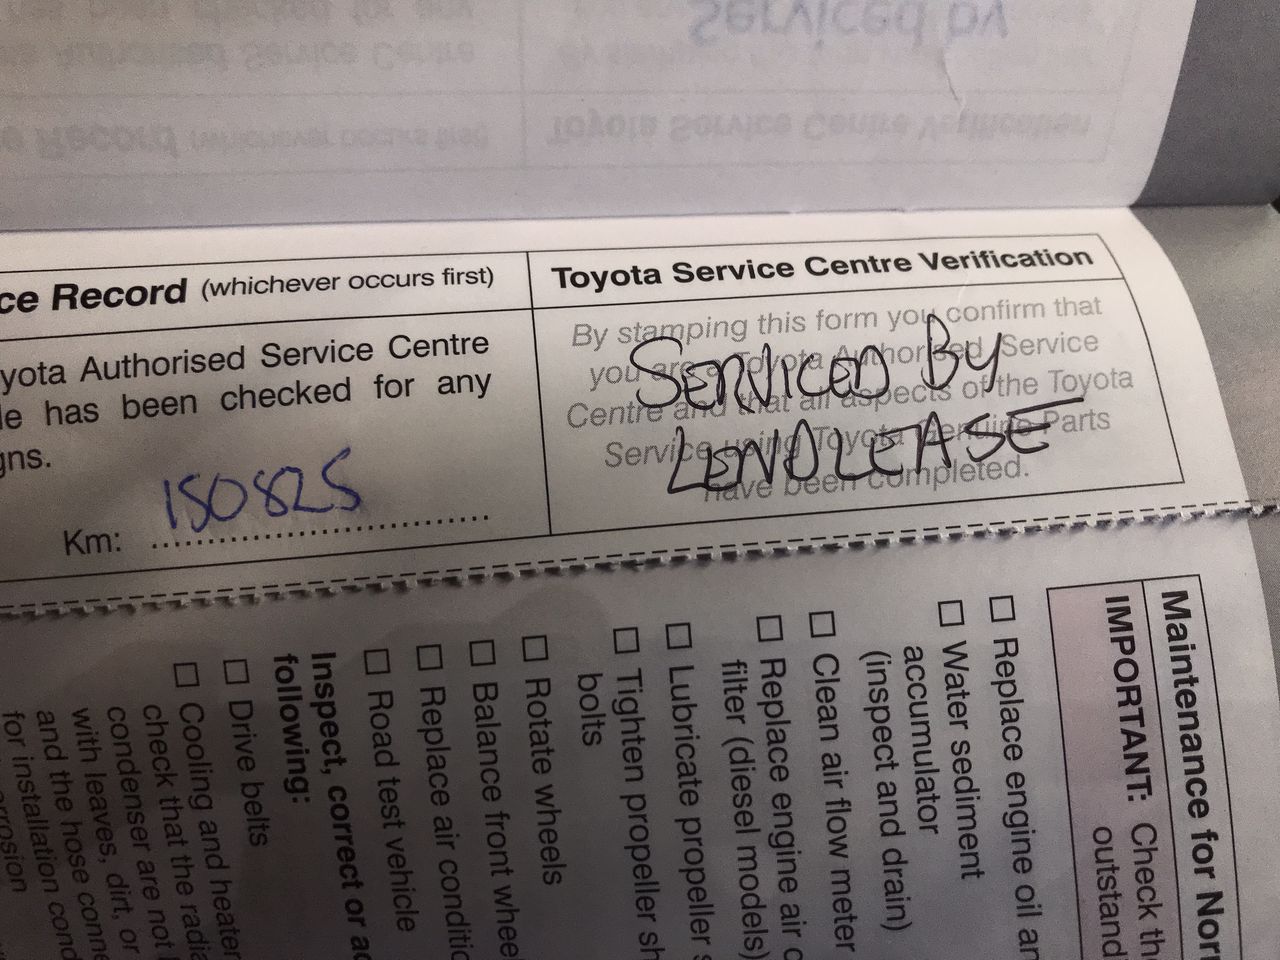 Serviced by
ce Record (whichever occurs first)
Toyota Service Centre Verification
yota Authorised Service Centre
le has been checked for any
gns.
Km: 150825
By stamping this form you confirm that
you are a Toyota Authorised Service
Centre and that all aspects of the Toyota
Service using Toyota Genuine Parts
have been completed.
SERVICED BY
LENDLEASE
Maintenance for Nor
IMPORTANT: Check th
outstand
Replace engine oil an
Water sediment
accumulator
(inspect and drain)
Clean air flow meter
Replace engine air c
filter (diesel models)
Lubricate propeller s
Tighten propeller sh
bolts
Rotate wheels
Balance front whee
Replace air conditio
Road test vehicle
Inspect, correct or ad
following:
Drive belts
Cooling and heater
check that the radia
condenser are not
with leaves, dirt, or
and the hose conne
for installation cond